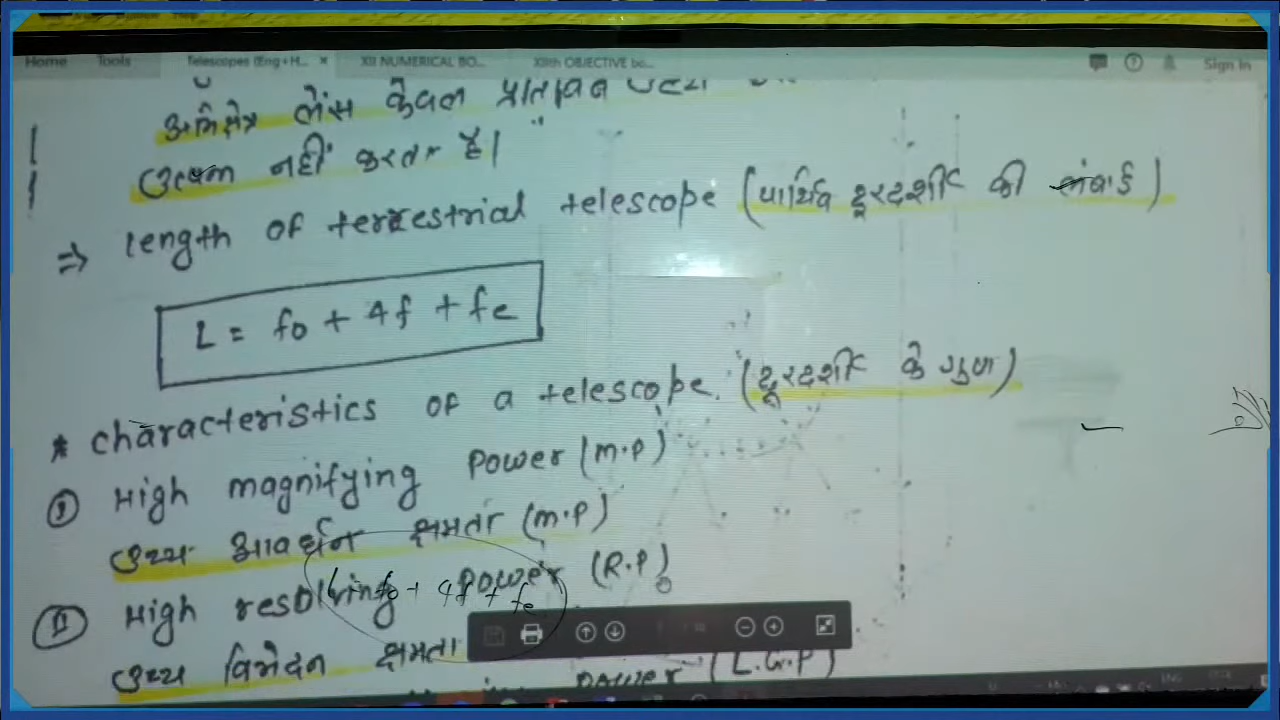 Home Tools Telescopes (Eng+H... × XII NUMERICAL BO... XIIth OBJECTIVE bo... Sign In
अभिक्षेत्र लेंस केवल
उत्पन्न नहीं करता है।
⇒ length of terrestrial telescope (पार्थिव दूरदर्शी की लंबाई)
L = fo + 4f + fe
* characteristics of a telescope. (दूरदर्शी के गुण)
I High magnifying Power (m.p)
उच्च आवर्धन क्षमता (m.p)
II High resolving power (R.P)
fo + 4f + fe
उच्च विभेदन क्षमता
power (L.G.P)